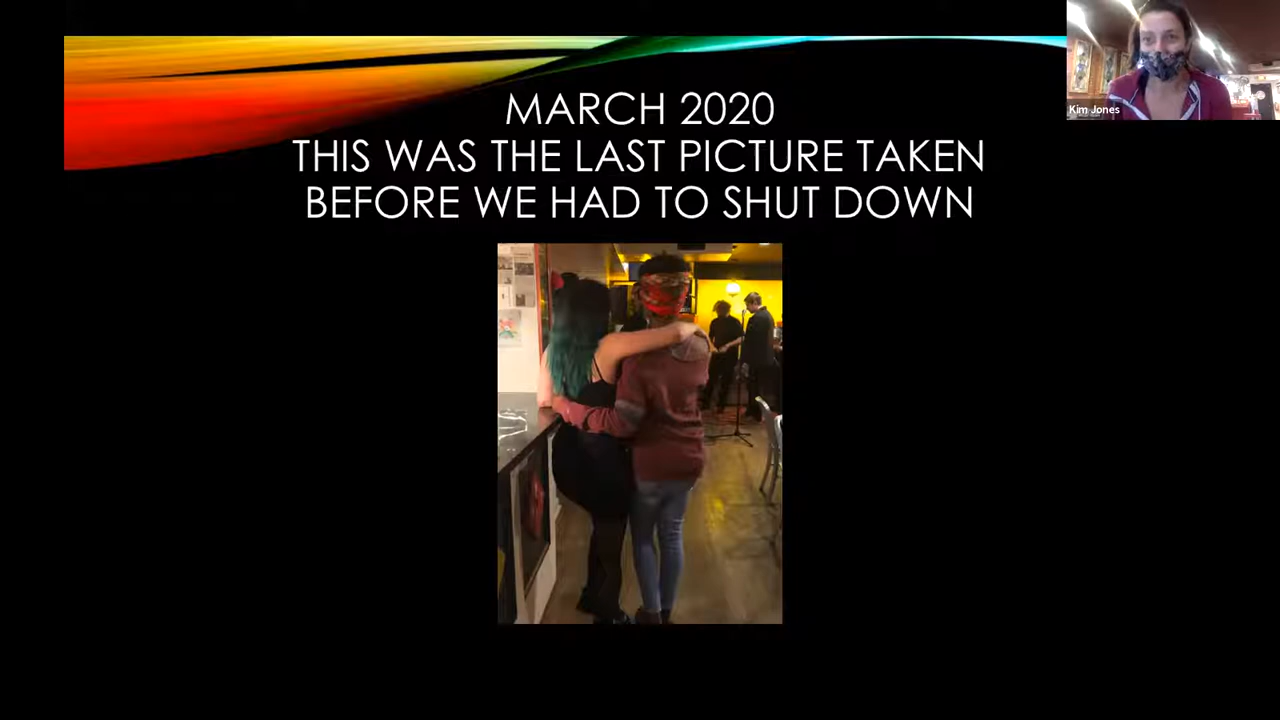 MARCH 2020
THIS WAS THE LAST PICTURE TAKEN
BEFORE WE HAD TO SHUT DOWN
Kim Jones